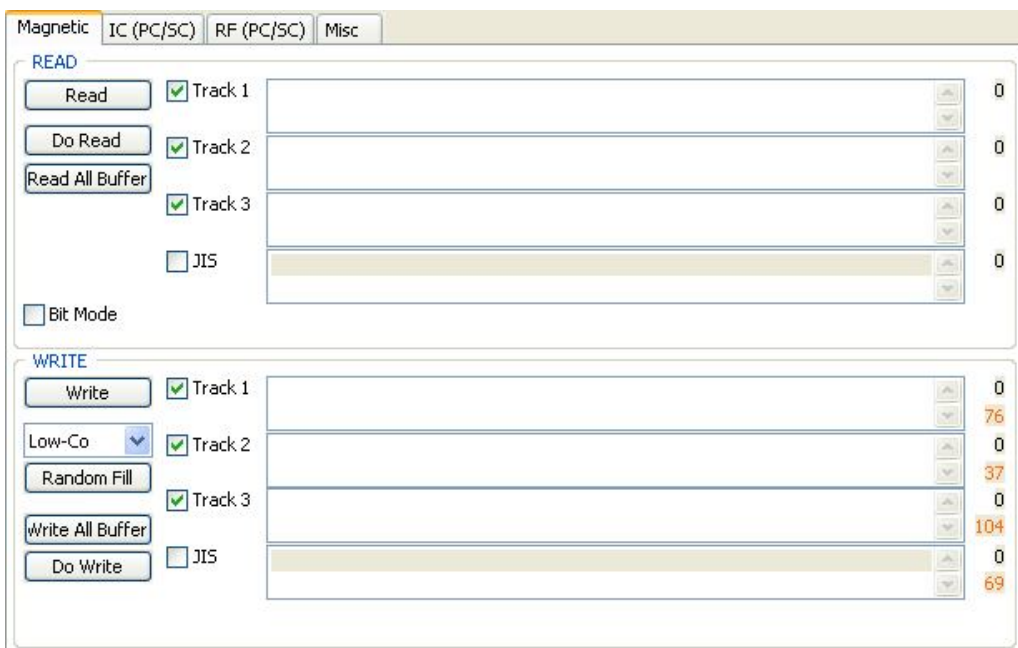 Magnetic IC (PC/SC) RF (PC/SC) Misc
READ
Read Track 1 0
Do Read Track 2 0
Read All Buffer
Track 3 0
JIS 0
Bit Mode
WRITE
Write Track 1 0
76
Low-Co Track 2 0
Random Fill 37
Track 3 0
Write All Buffer 104
Do Write JIS 0
69